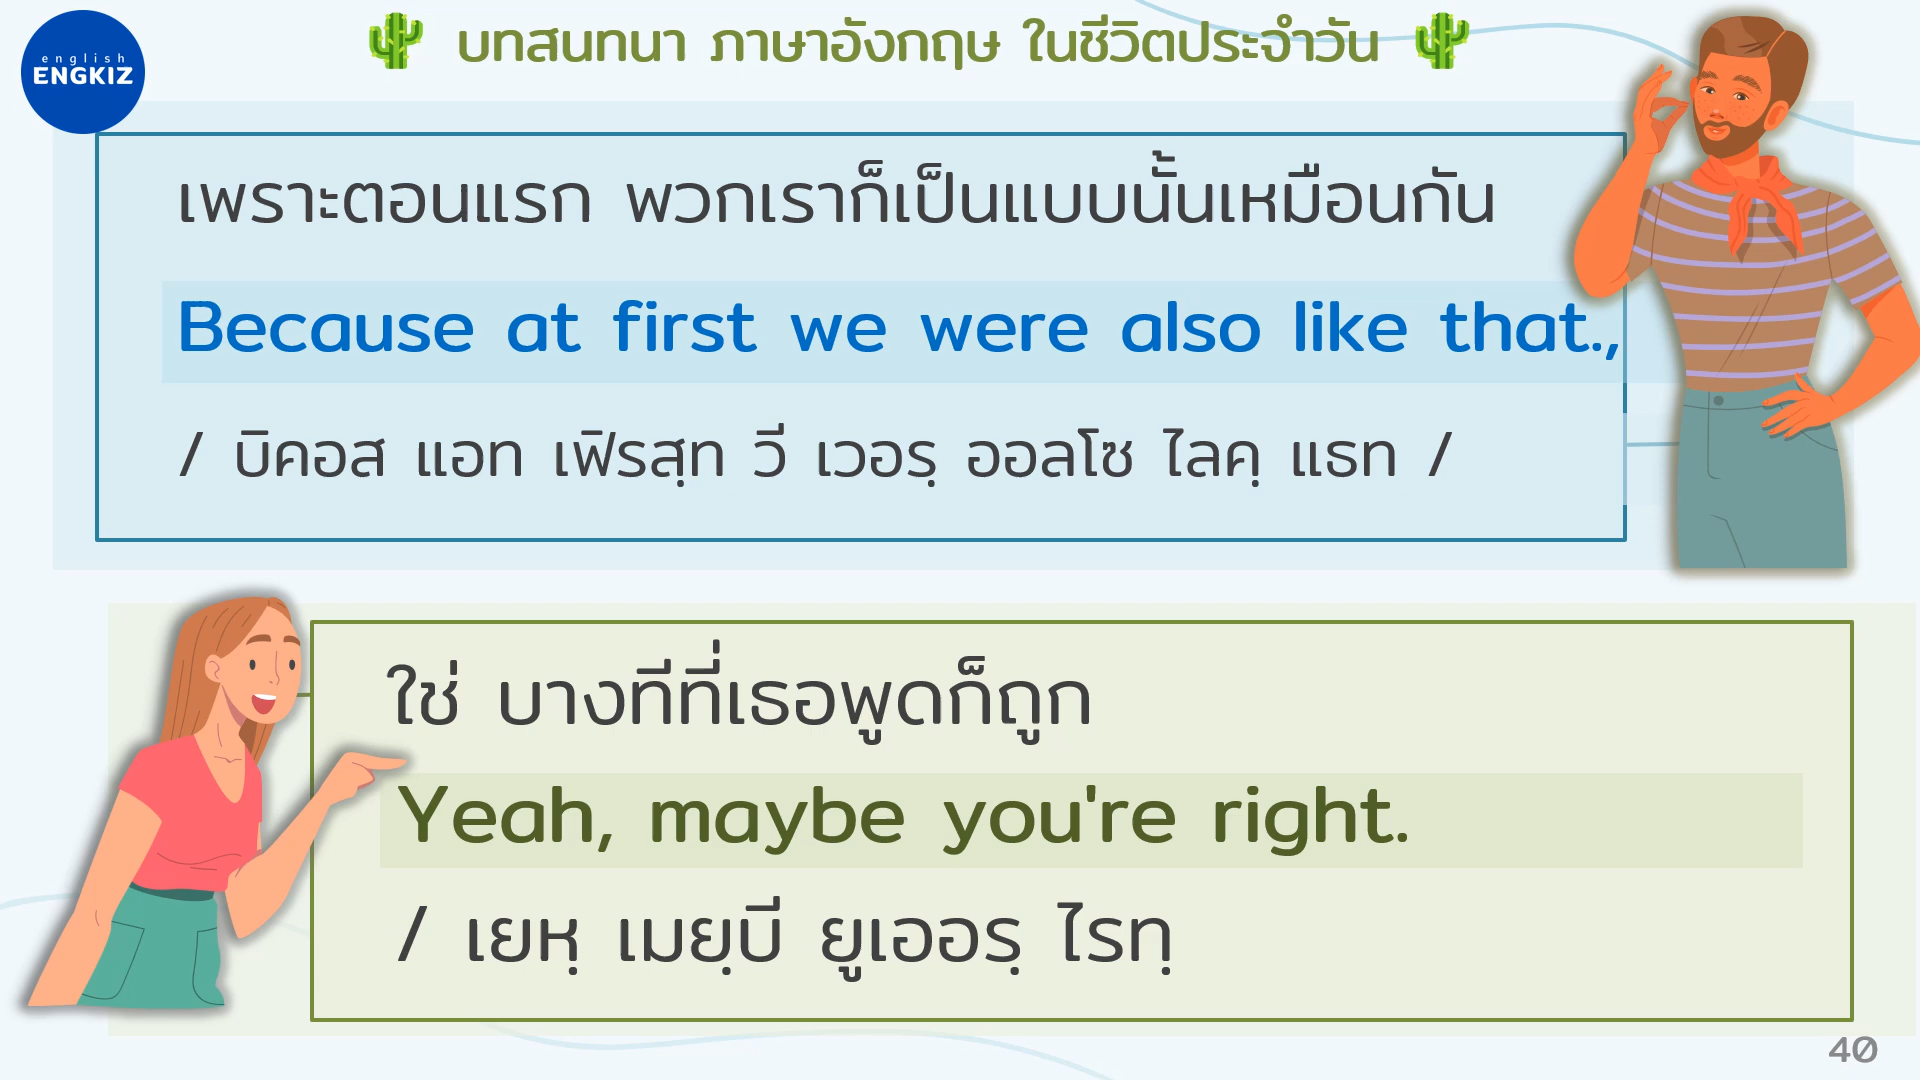 english
ENGKIZ
บทสนทนา ภาษาอังกฤษ ในชีวิตประจำวัน
เพราะตอนแรก พวกเราก็เป็นแบบนั้นเหมือนกัน
Because at first we were also like that.,
/ บิคอส แอท เฟิรสฺท วี เวอรฺ ออลโซ ไลคฺ แธท /
ใช่ บางทีที่เธอพูดก็ถูก
Yeah, maybe you're right.
/ เยหฺ เมยฺบี ยูเออรฺ ไรทฺ
40